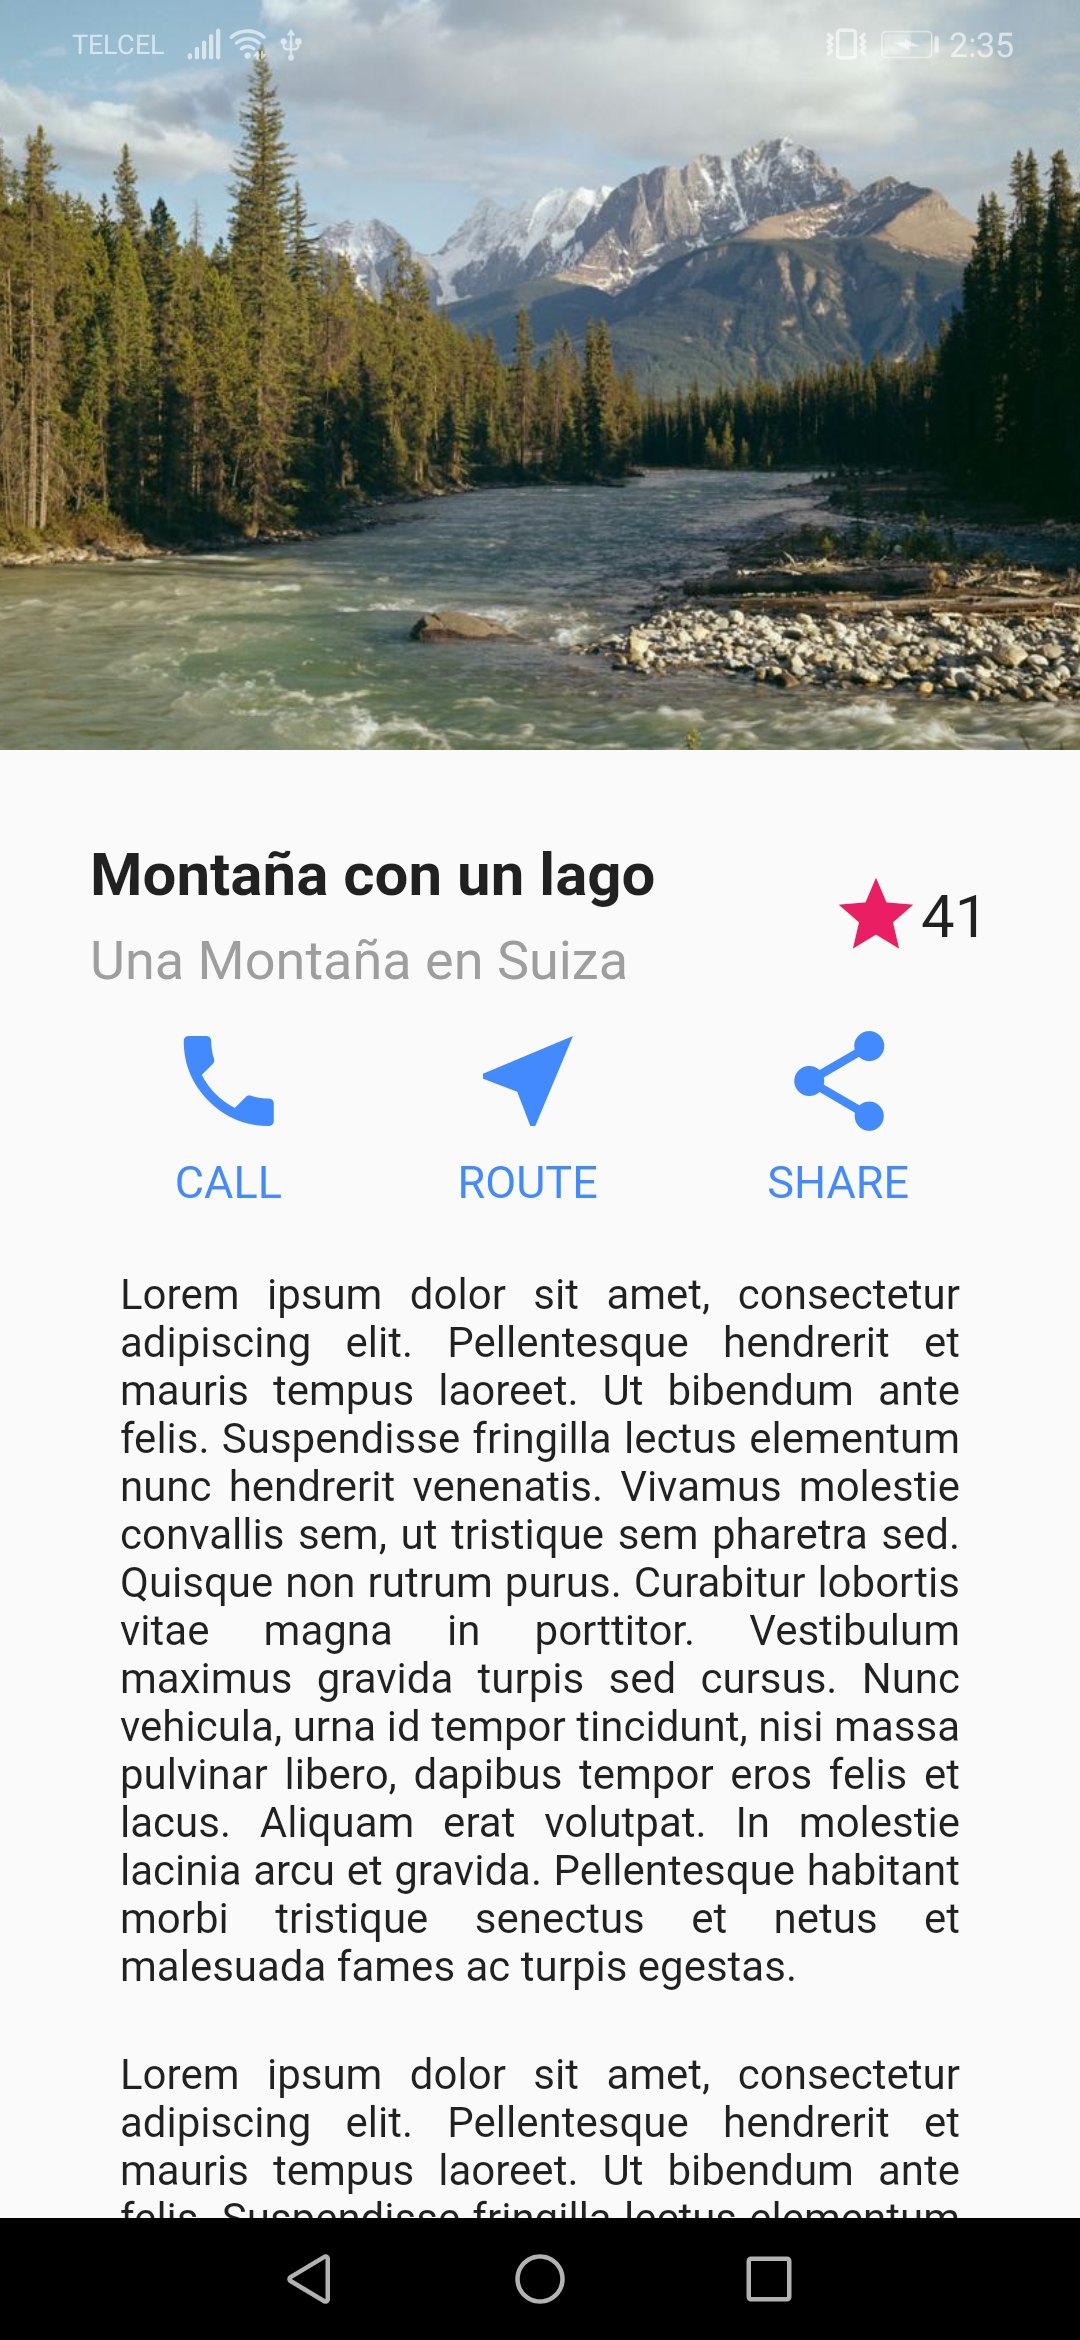 TELCEL 2:35
Montaña con un lago
41
Una Montaña en Suiza
CALL ROUTE SHARE
Lorem ipsum dolor sit amet, consectetur
adipiscing elit. Pellentesque hendrerit et
mauris tempus laoreet. Ut bibendum ante
felis. Suspendisse fringilla lectus elementum
nunc hendrerit venenatis. Vivamus molestie
convallis sem, ut tristique sem pharetra sed.
Quisque non rutrum purus. Curabitur lobortis
vitae magna in porttitor. Vestibulum
maximus gravida turpis sed cursus. Nunc
vehicula, urna id tempor tincidunt, nisi massa
pulvinar libero, dapibus tempor eros felis et
lacus. Aliquam erat volutpat. In molestie
lacinia arcu et gravida. Pellentesque habitant
morbi tristique senectus et netus et
malesuada fames ac turpis egestas.
Lorem ipsum dolor sit amet, consectetur
adipiscing elit. Pellentesque hendrerit et
mauris tempus laoreet. Ut bibendum ante
felis. Suspendisse fringilla lectus elementum